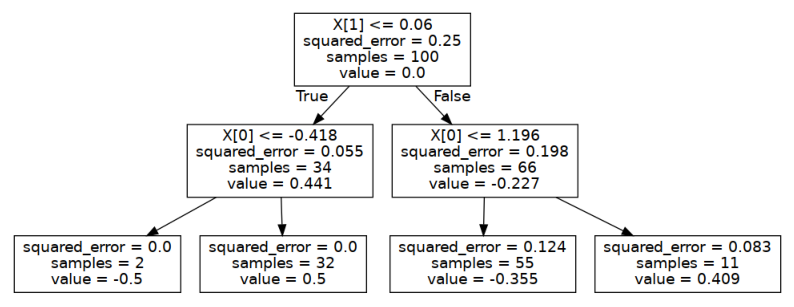 X[1] <= 0.06
squared_error = 0.25
samples = 100
value = 0.0
True
False
X[0] <= -0.418
squared_error = 0.055
samples = 34
value = 0.441
X[0] <= 1.196
squared_error = 0.198
samples = 66
value = -0.227
squared_error = 0.0
samples = 2
value = -0.5
squared_error = 0.0
samples = 32
value = 0.5
squared_error = 0.124
samples = 55
value = -0.355
squared_error = 0.083
samples = 11
value = 0.409